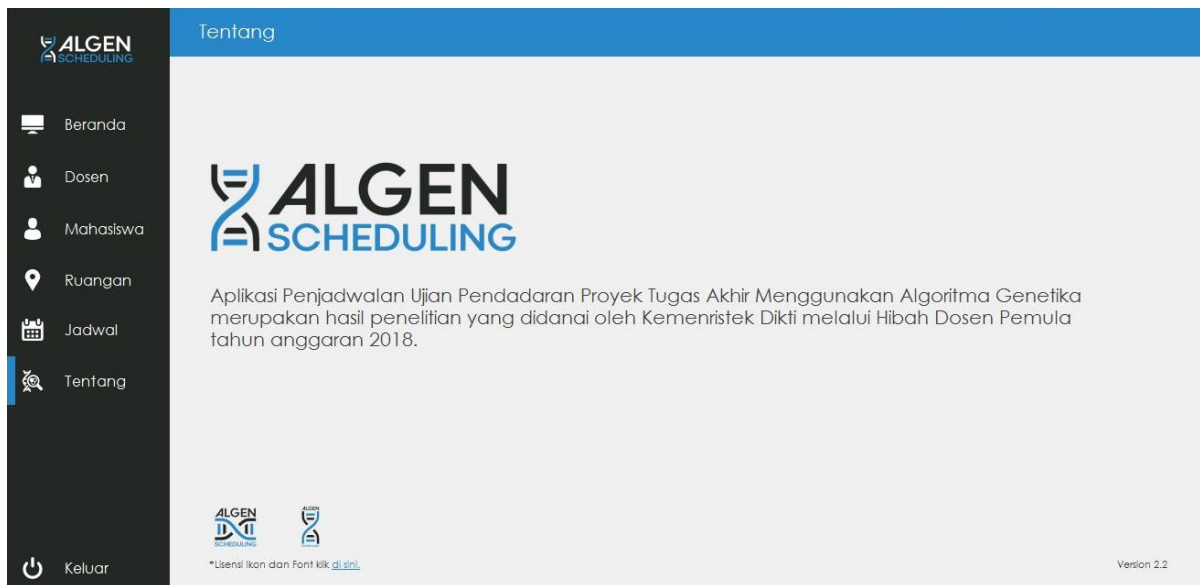 ALGEN
SCHEDULING
Tentang
Beranda
Dosen
Mahasiswa
Ruangan
Jadwal
Tentang
Keluar
ALGEN
SCHEDULING
Aplikasi Penjadwalan Ujian Pendadaran Proyek Tugas Akhir Menggunakan Algoritma Genetika
merupakan hasil penelitian yang didanai oleh Kemenristek Dikti melalui Hibah Dosen Pemula
tahun anggaran 2018.
ALGEN
SCHEDULING
ALGEN
*Lisensi Ikon dan Font klik di sini.
Version 2.2